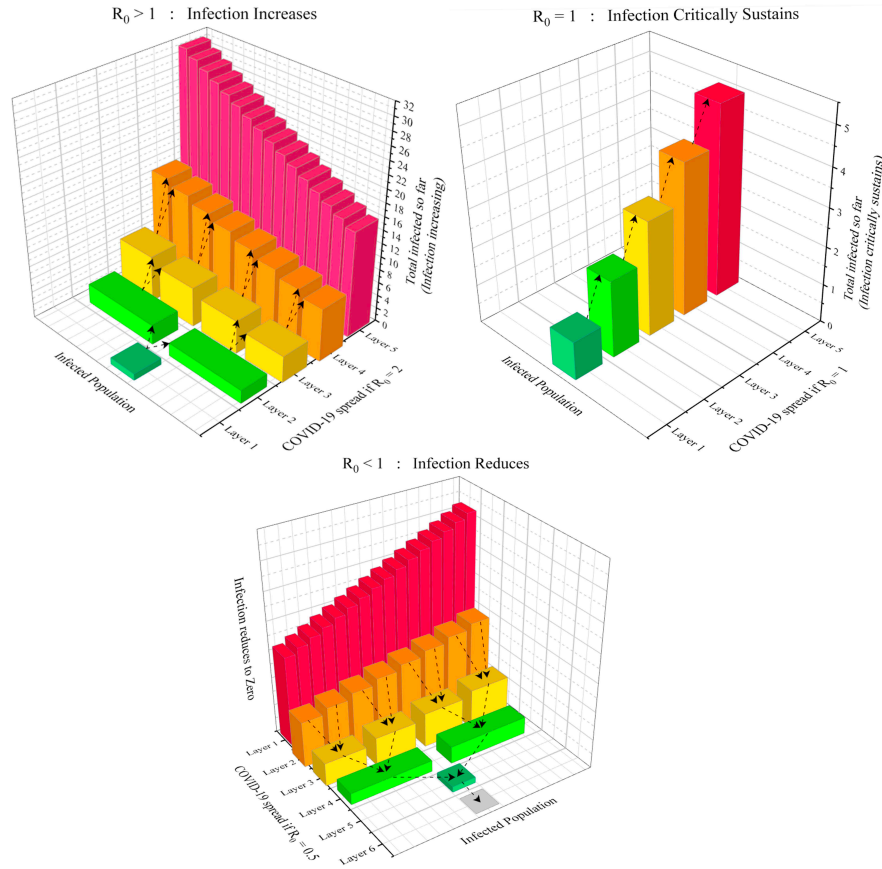 R₀ > 1 : Infection Increases
32
30
28
26
24
22
20
18
16
14
12
10
8
6
4
2
0
Total infected so far
(Infection increasing)
Layer 5
Layer 4
Layer 3
Layer 2
Layer 1
COVID-19 spread if R₀ = 2
Infected Population
R₀ = 1 : Infection Critically Sustains
5
4
3
2
1
0
Total infected so far
(Infection critically sustains)
Layer 5
Layer 4
Layer 3
Layer 2
Layer 1
COVID-19 spread if R₀ = 1
Infected Population
R₀ < 1 : Infection Reduces
Infection reduces to Zero
Layer 1
Layer 2
Layer 3
Layer 4
Layer 5
Layer 6
COVID-19 spread if R₀ = 0.5
Infected Population